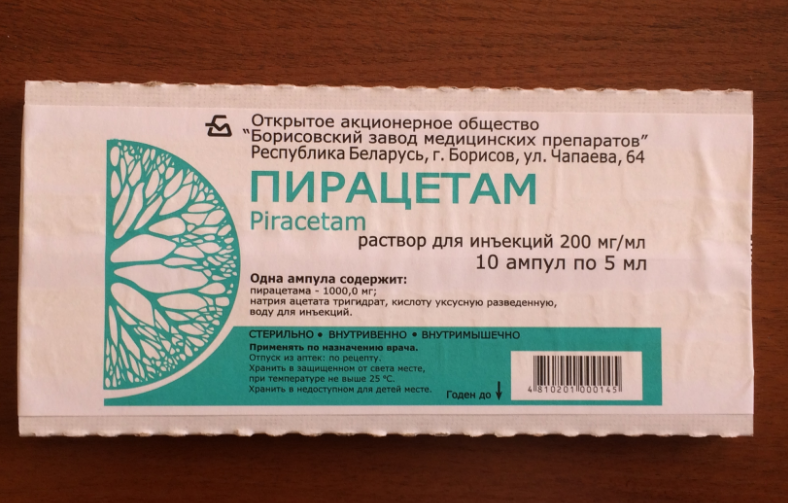 Открытое акционерное общество
"Борисовский завод медицинских препаратов"
Республика Беларусь, г. Борисов, ул. Чапаева, 64
ПИРАЦЕТАМ
Piracetam
раствор для инъекций 200 мг/мл
10 ампул по 5 мл
Одна ампула содержит:
пирацетама - 1000,0 мг;
натрия ацетата тригидрат, кислоту уксусную разведенную,
воду для инъекций.
СТЕРИЛЬНО • ВНУТРИВЕННО • ВНУТРИМЫШЕЧНО
Применять по назначению врача.
Отпуск из аптек: по рецепту.
Хранить в защищенном от света месте,
при температуре не выше 25 °С.
Хранить в недоступном для детей месте.
Годен до
4 810201 000145